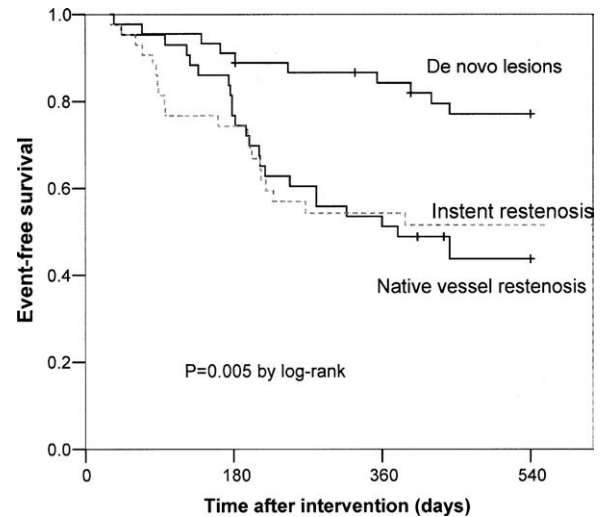 1.0
0.8
0.6
0.4
0.2
0.0
Event-free survival
De novo lesions
Instent restenosis
Native vessel restenosis
P=0.005 by log-rank
0 180 360 540
Time after intervention (days)